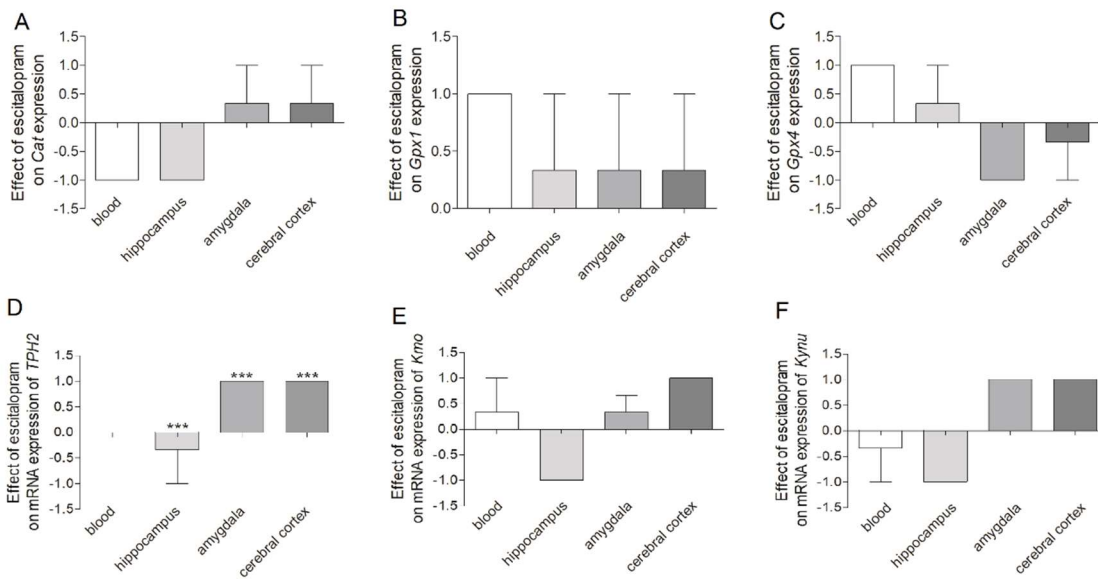 A
Effect of escitalopram
on Cat expression
1.5
1.0
0.5
0.0
-0.5
-1.0
-1.5
blood
hippocampus
amygdala
cerebral cortex
B
Effect of escitalopram
on Gpx1 expression
1.5
1.0
0.5
0.0
blood
hippocampus
amygdala
cerebral cortex
C
Effect of escitalopram
on Gpx4 expression
1.5
1.0
0.5
0.0
-0.5
-1.0
-1.5
blood
hippocampus
amygdala
cerebral cortex
D
Effect of escitalopram
on mRNA expression of TPH2
1.5
1.0
0.5
0.0
-0.5
-1.0
-1.5
***
***
***
blood
hippocampus
amygdala
cerebral cortex
E
Effect of escitalopram
on mRNA expression of Kmo
1.5
1.0
0.5
0.0
-0.5
-1.0
-1.5
blood
hippocampus
amygdala
cerebral cortex
F
Effect of escitalopram
on mRNA expression of Kynu
1.5
1.0
0.5
0.0
-0.5
-1.0
-1.5
blood
hippocampus
amygdala
cerebral cortex